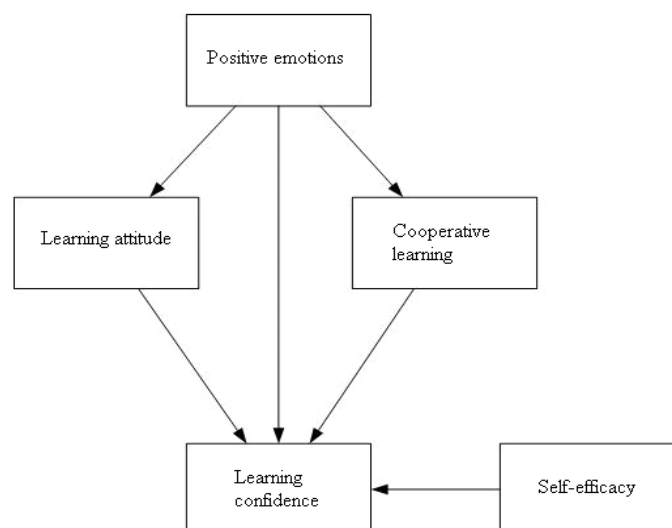 Positive emotions
Learning attitude
Cooperative
learning
Learning
confidence
Self-efficacy